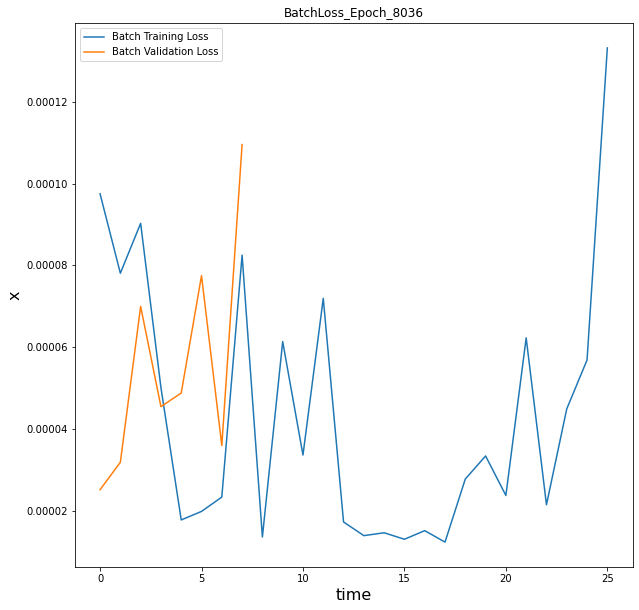 BatchLoss_Epoch_8036
Batch Training Loss
Batch Validation Loss
0.00012
0.00010
0.00008
0.00006
0.00004
0.00002
x
0 5 10 15 20 25
time